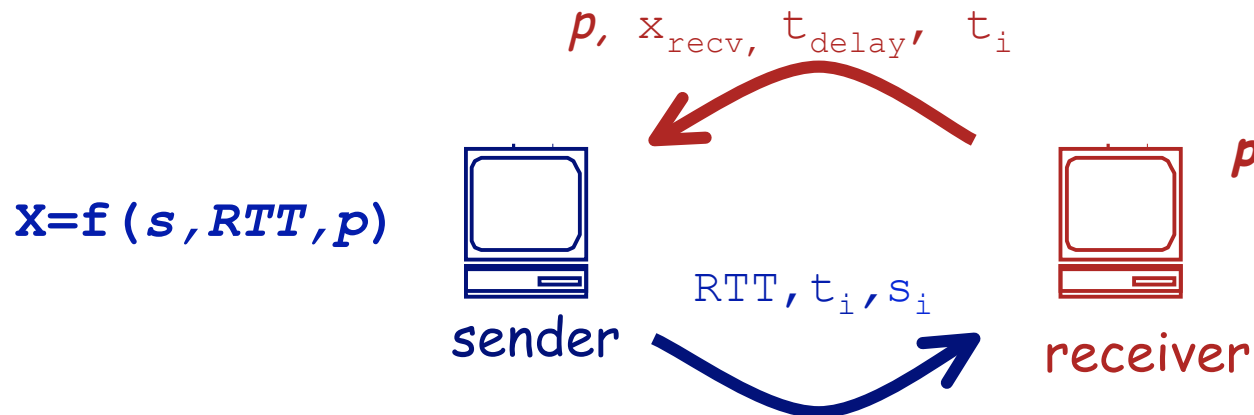 p, x_recv, t_delay, t_i
p
X=f(s,RTT,p)
RTT,t_i,s_i
sender
receiver